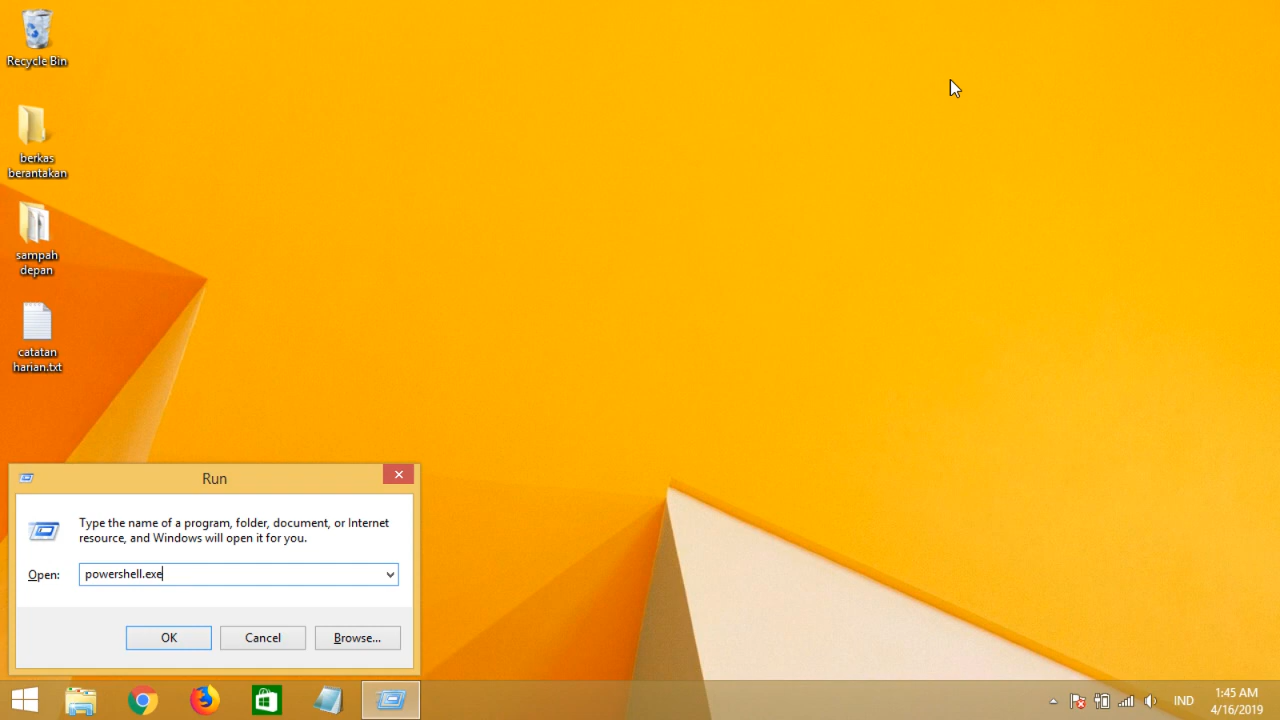 Recycle Bin
berkas
berantakan
sampah
depan
catatan
harian.txt
Run
Type the name of a program, folder, document, or Internet
resource, and Windows will open it for you.
Open:
powershell.exe
OK
Cancel
Browse...
IND
1:45 AM
4/16/2019